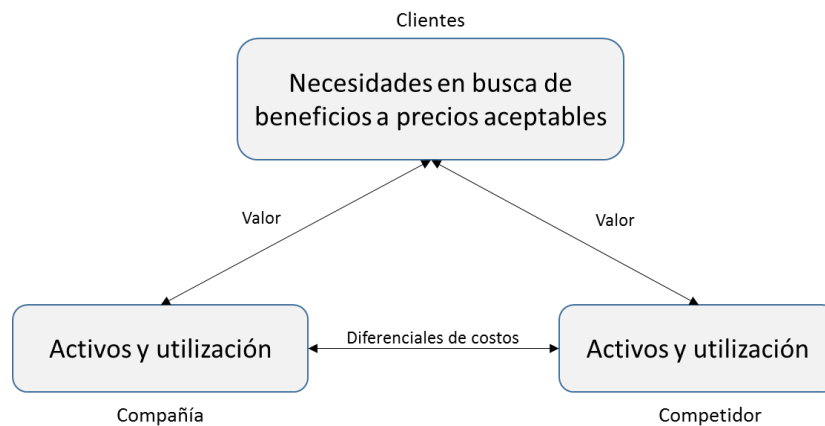 Clientes
Necesidades en busca de
beneficios a precios aceptables
Valor
Valor
Activos y utilización
Diferenciales de costos
Activos y utilización
Compañía
Competidor